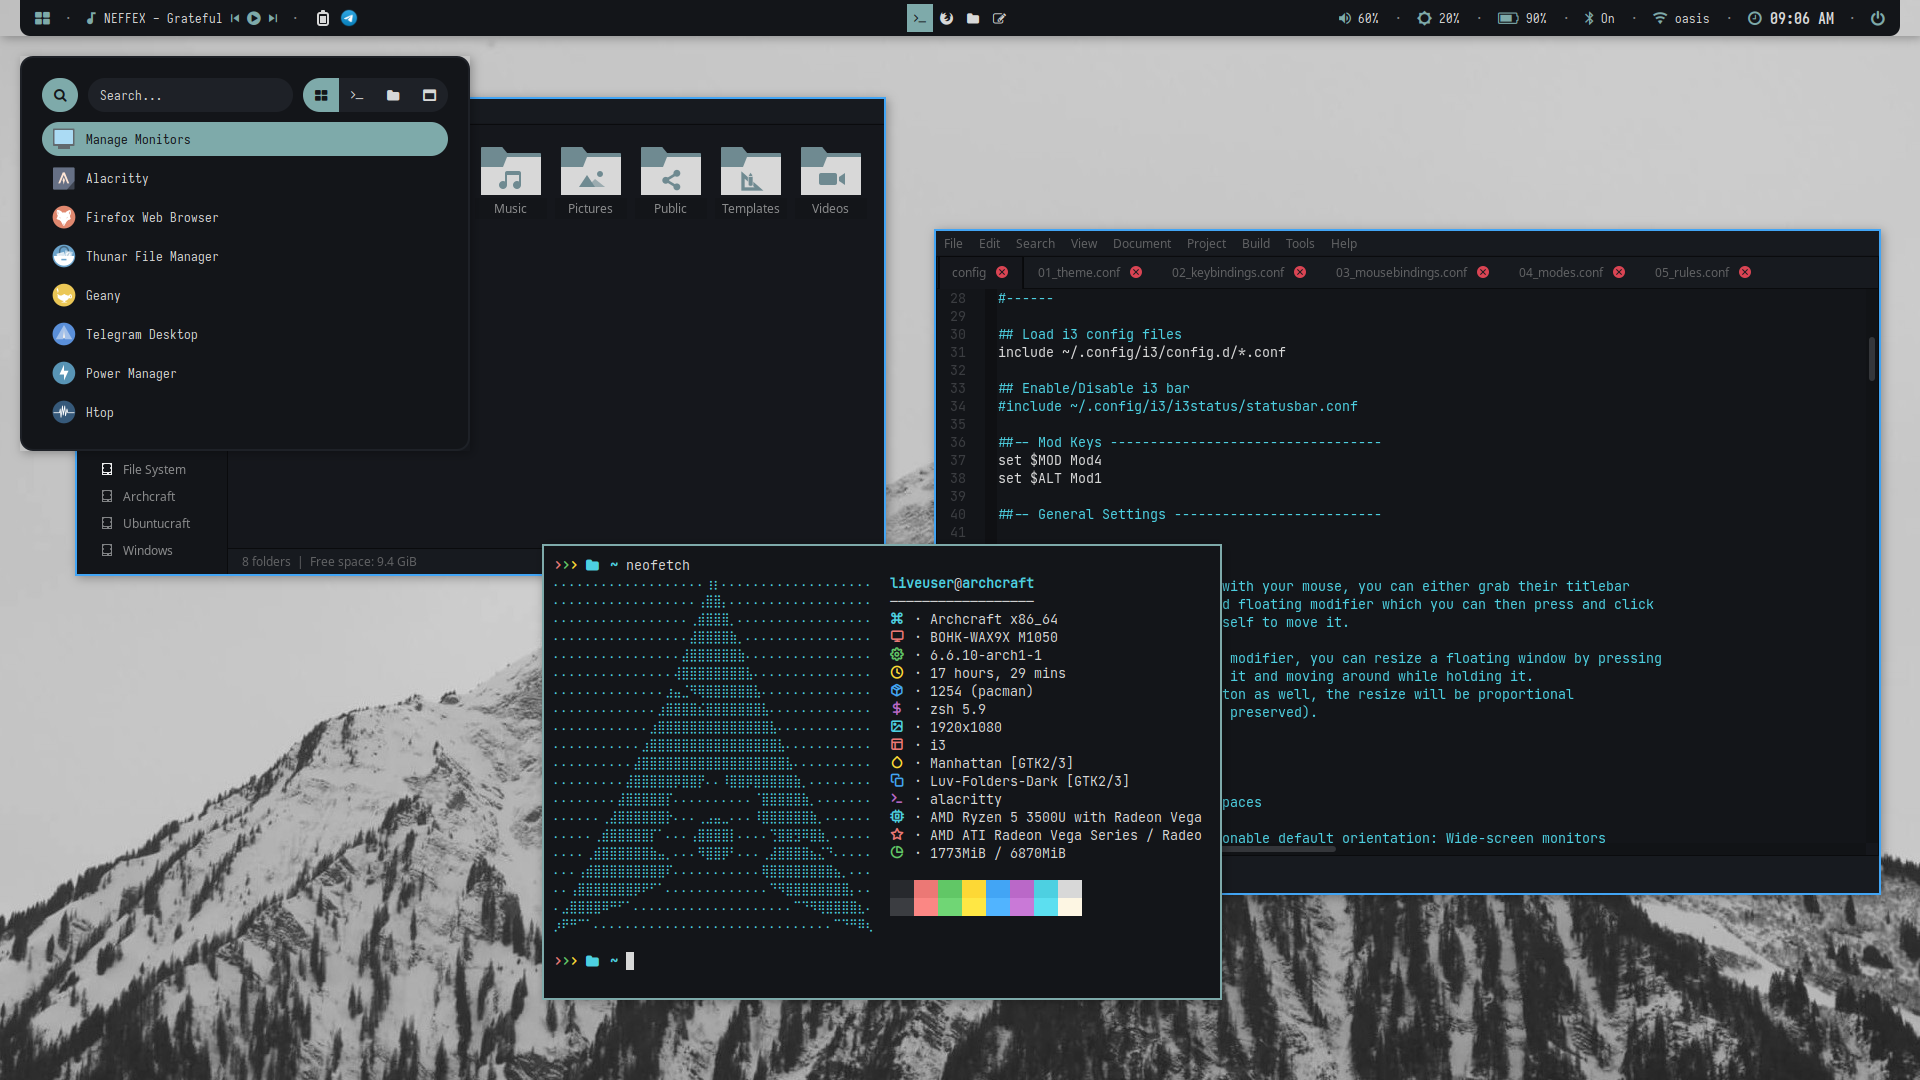 NEFFEX - Grateful
60% · 20% · 90% · On · oasis · 09:06 AM
Search...
Manage Monitors
Alacritty
Firefox Web Browser
Thunar File Manager
Geany
Telegram Desktop
Power Manager
Htop
Music Pictures Public Templates Videos
File System
Archcraft
Ubuntucraft
Windows
8 folders | Free space: 9.4 GiB
File Edit Search View Document Project Build Tools Help
config 01_theme.conf 02_keybindings.conf 03_mousebindings.conf 04_modes.conf 05_rules.conf
28 #------
29
30 ## Load i3 config files
31 include ~/.config/i3/config.d/*.conf
32
33 ## Enable/Disable i3 bar
34 #include ~/.config/i3/i3status/statusbar.conf
35
36 ##-- Mod Keys ----------------------------------
37 set $MOD Mod4
38 set $ALT Mod1
39
40 ##-- General Settings --------------------------
41
with your mouse, you can either grab their titlebar
d floating modifier which you can then press and click
self to move it.
modifier, you can resize a floating window by pressing
it and moving around while holding it.
ton as well, the resize will be proportional
preserved).
paces
onable default orientation: Wide-screen monitors
>>> ~ neofetch
liveuser@archcraft
─────────────────
· Archcraft x86_64
· BOHK-WAX9X M1050
· 6.6.10-arch1-1
· 17 hours, 29 mins
· 1254 (pacman)
· zsh 5.9
· 1920x1080
· i3
· Manhattan [GTK2/3]
· Luv-Folders-Dark [GTK2/3]
· alacritty
· AMD Ryzen 5 3500U with Radeon Vega
· AMD ATI Radeon Vega Series / Radeo
· 1773MiB / 6870MiB
>>> ~